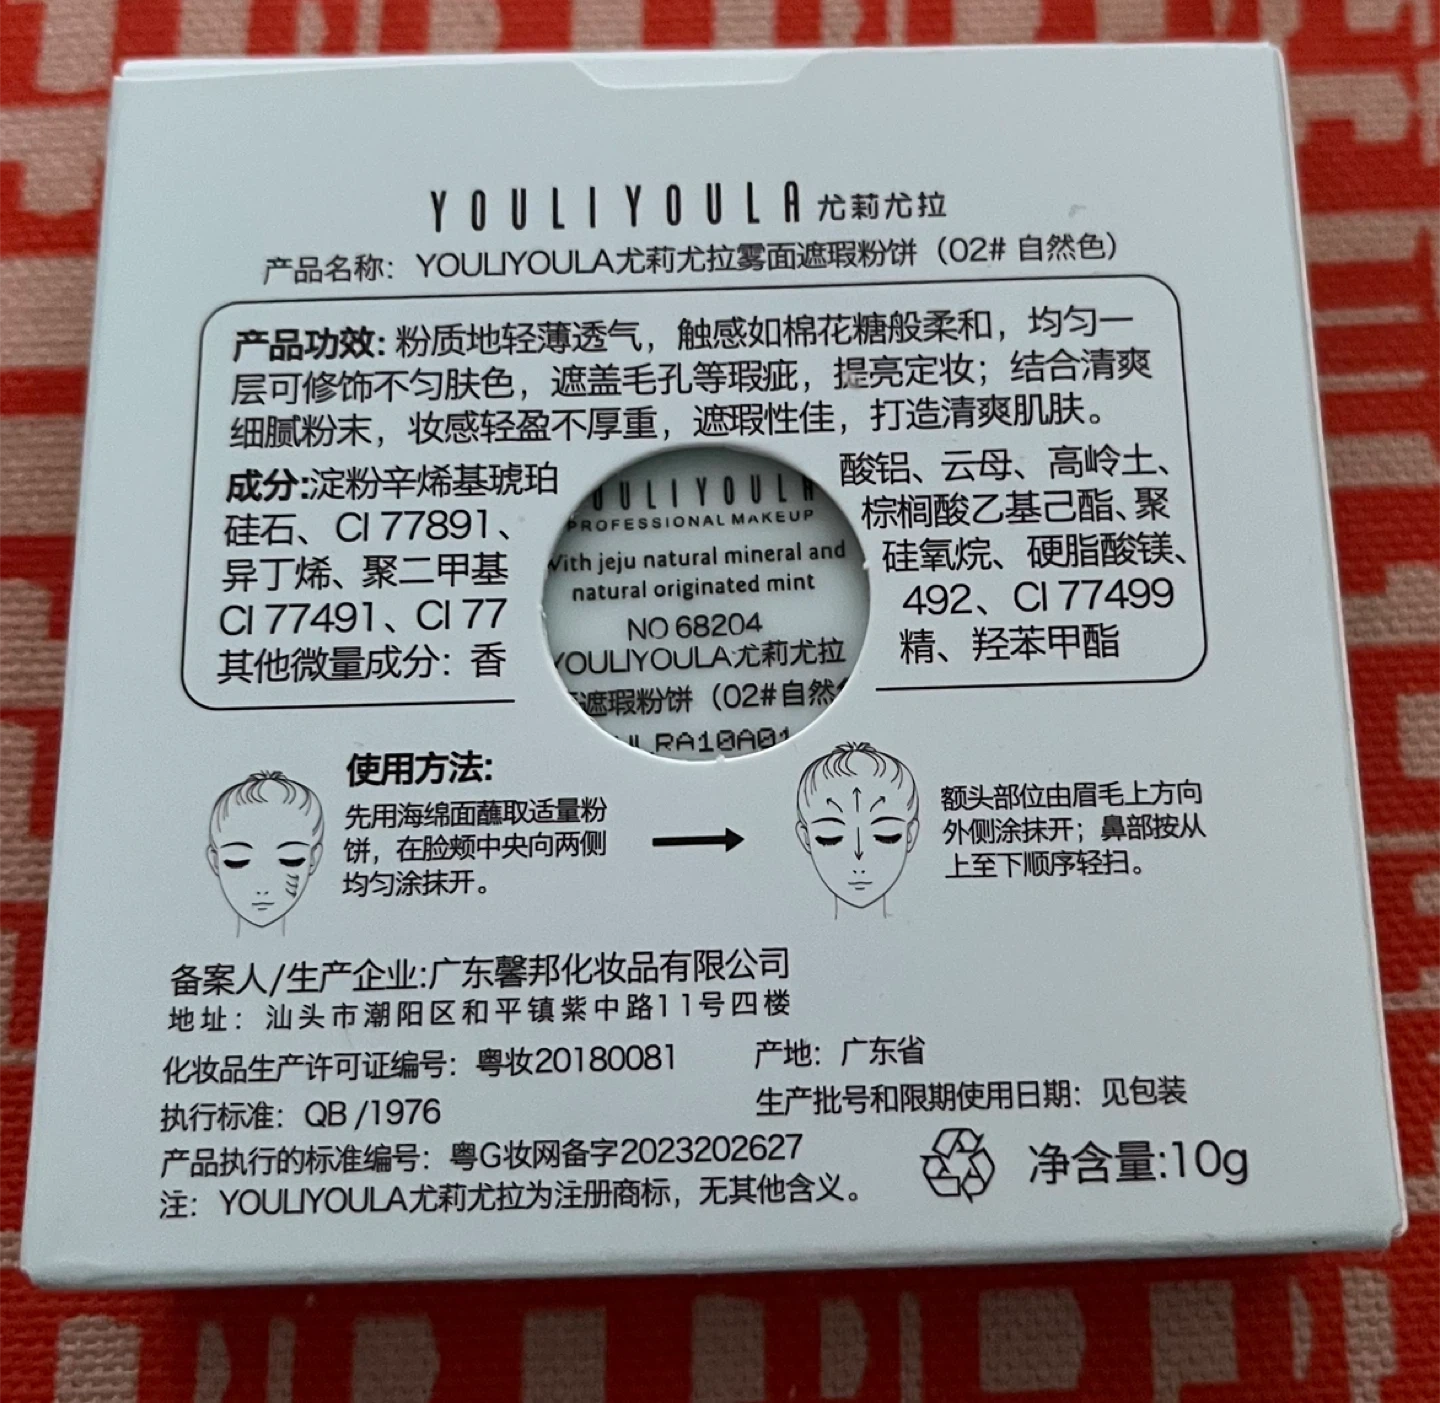 YOULIYOULA尤莉尤拉
产品名称：YOULIYOULA尤莉尤拉雾面遮瑕粉饼（02# 自然色）
产品功效: 粉质地轻薄透气，触感如棉花糖般柔和，均匀一
层可修饰不匀肤色，遮盖毛孔等瑕疵，提亮定妆；结合清爽
细腻粉末，妆感轻盈不厚重，遮瑕性佳，打造清爽肌肤。
成分:淀粉辛烯基琥珀
酸铝、云母、高岭土、
硅石、CI 77891、
棕榈酸乙基己酯、聚
异丁烯、聚二甲基
硅氧烷、硬脂酸镁、
CI 77491、CI 77
492、CI 77499
其他微量成分：香
精、羟苯甲酯
OULIYOULA
PROFESSIONAL MAKEUP
With jeju natural mineral and
natural originated mint
NO 68204
YOULIYOULA尤莉尤拉
遮瑕粉饼（02#自然
RA10A01
使用方法:
先用海绵面蘸取适量粉
饼，在脸颊中央向两侧
均匀涂抹开。
额头部位由眉毛上方向
外侧涂抹开；鼻部按从
上至下顺序轻扫。
备案人/生产企业:广东馨邦化妆品有限公司
地址：汕头市潮阳区和平镇紫中路11号四楼
化妆品生产许可证编号：粤妆20180081
产地：广东省
执行标准：QB /1976
生产批号和限期使用日期：见包装
产品执行的标准编号：粤G妆网备字2023202627
净含量:10g
注：YOULIYOULA尤莉尤拉为注册商标，无其他含义。